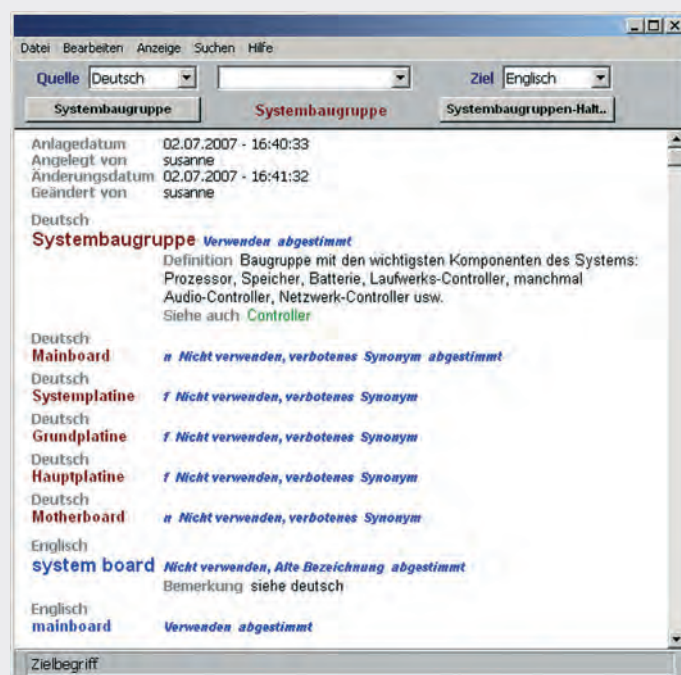 Datei Bearbeiten Anzeige Suchen Hilfe
Quelle Deutsch Ziel Englisch
Systembaugruppe Systembaugruppe Systembaugruppen-Halt..
Anlagedatum 02.07.2007 - 16:40:33
Angelegt von susanne
Änderungsdatum 02.07.2007 - 16:41:32
Geändert von susanne
Deutsch
Systembaugruppe Verwenden abgestimmt
Definition Baugruppe mit den wichtigsten Komponenten des Systems:
Prozessor, Speicher, Batterie, Laufwerks-Controller, manchmal
Audio-Controller, Netzwerk-Controller usw.
Siehe auch Controller
Deutsch
Mainboard n Nicht verwenden, verbotenes Synonym abgestimmt
Deutsch
Systemplatine f Nicht verwenden, verbotenes Synonym
Deutsch
Grundplatine f Nicht verwenden, verbotenes Synonym
Deutsch
Hauptplatine f Nicht verwenden, verbotenes Synonym
Deutsch
Motherboard n Nicht verwenden, verbotenes Synonym
Englisch
system board Nicht verwenden, Alte Bezeichnung abgestimmt
Bemerkung siehe deutsch
Englisch
mainboard Verwenden abgestimmt
Zielbegriff